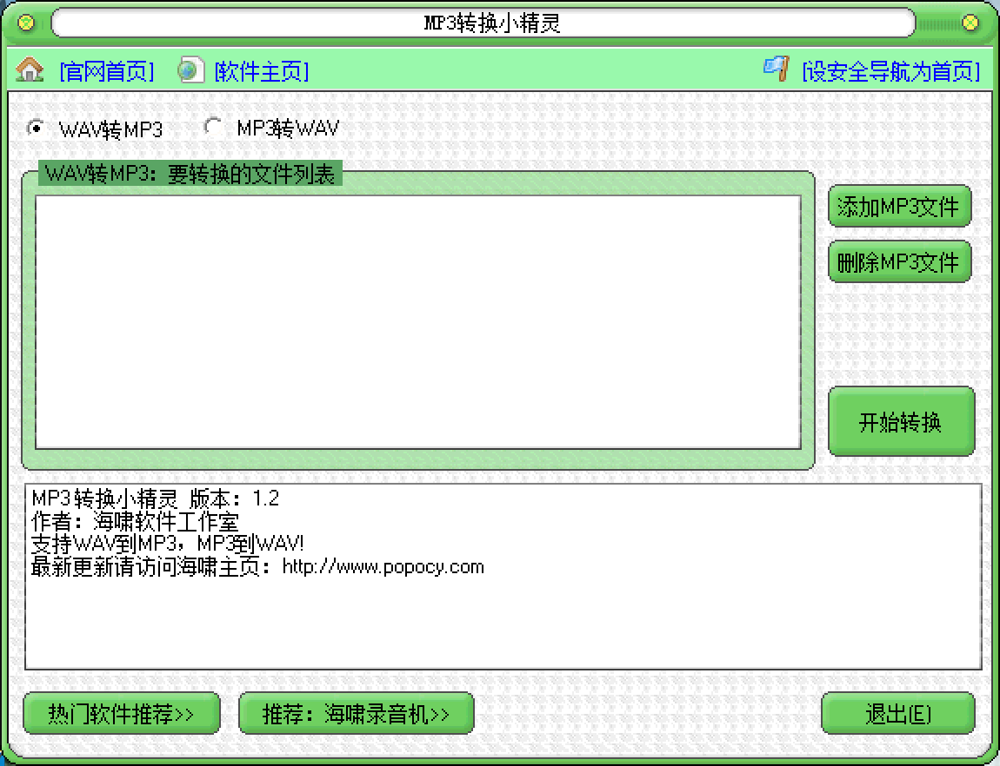 MP3转换小精灵
[官网首页] [软件主页] [设安全导航为首页]
WAV转MP3 MP3转WAV
WAV转MP3：要转换的文件列表
添加MP3文件
删除MP3文件
开始转换
MP3转换小精灵 版本：1.2
作者：海啸软件工作室
支持WAV到MP3，MP3到WAV!
最新更新请访问海啸主页：http://www.popocy.com
热门软件推荐>> 推荐：海啸录音机>> 退出(E)